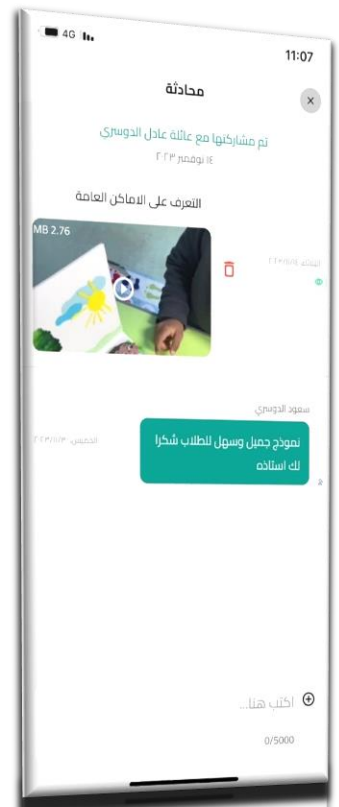 4G
11:07
محادثة
تم مشاركتها مع عائلة عادل الدوسري
١٤ نوفمبر ٢٠٢٣
التعرف على الاماكن العامة
2.76 MB
سعود الدوسري
نموذج جميل وسهل للطلاب شكرا
لك استاذه
اكتب هنا...
0/5000